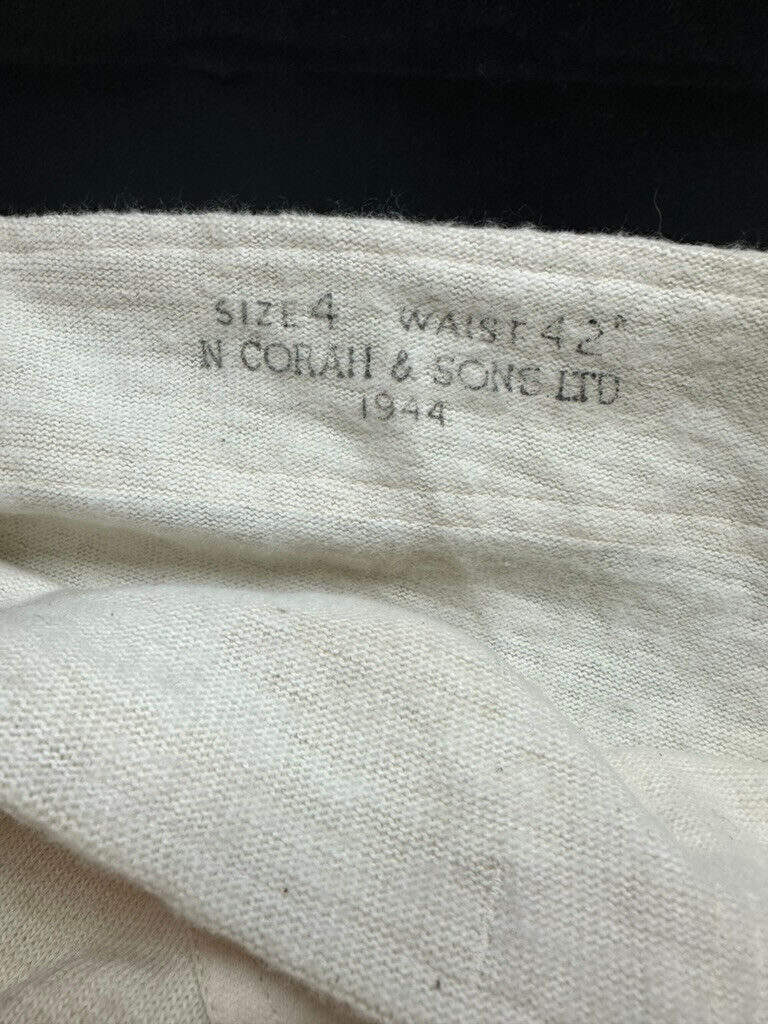 SIZE 4 WAIST 42"
N CORAH & SONS LTD
1944